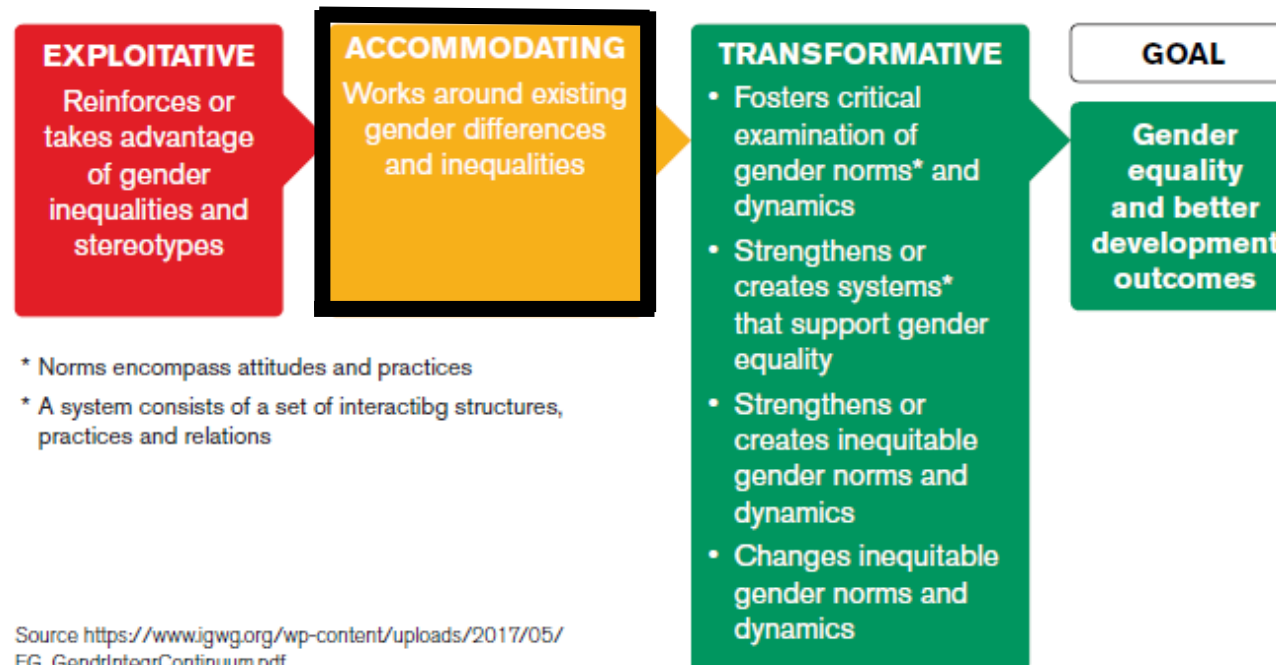 EXPLOITATIVE
Reinforces or
takes advantage
of gender
inequalities and
stereotypes
ACCOMMODATING
Works around existing
gender differences
and inequalities
TRANSFORMATIVE
• Fosters critical
examination of
gender norms* and
dynamics
• Strengthens or
creates systems*
that support gender
equality
• Strengthens or
creates inequitable
gender norms and
dynamics
• Changes inequitable
gender norms and
dynamics
GOAL
Gender
equality
and better
development
outcomes
* Norms encompass attitudes and practices
* A system consists of a set of interactibg structures,
practices and relations
Source https://www.igwg.org/wp-content/uploads/2017/05/
FG_GendrIntegrContinuum.pdf